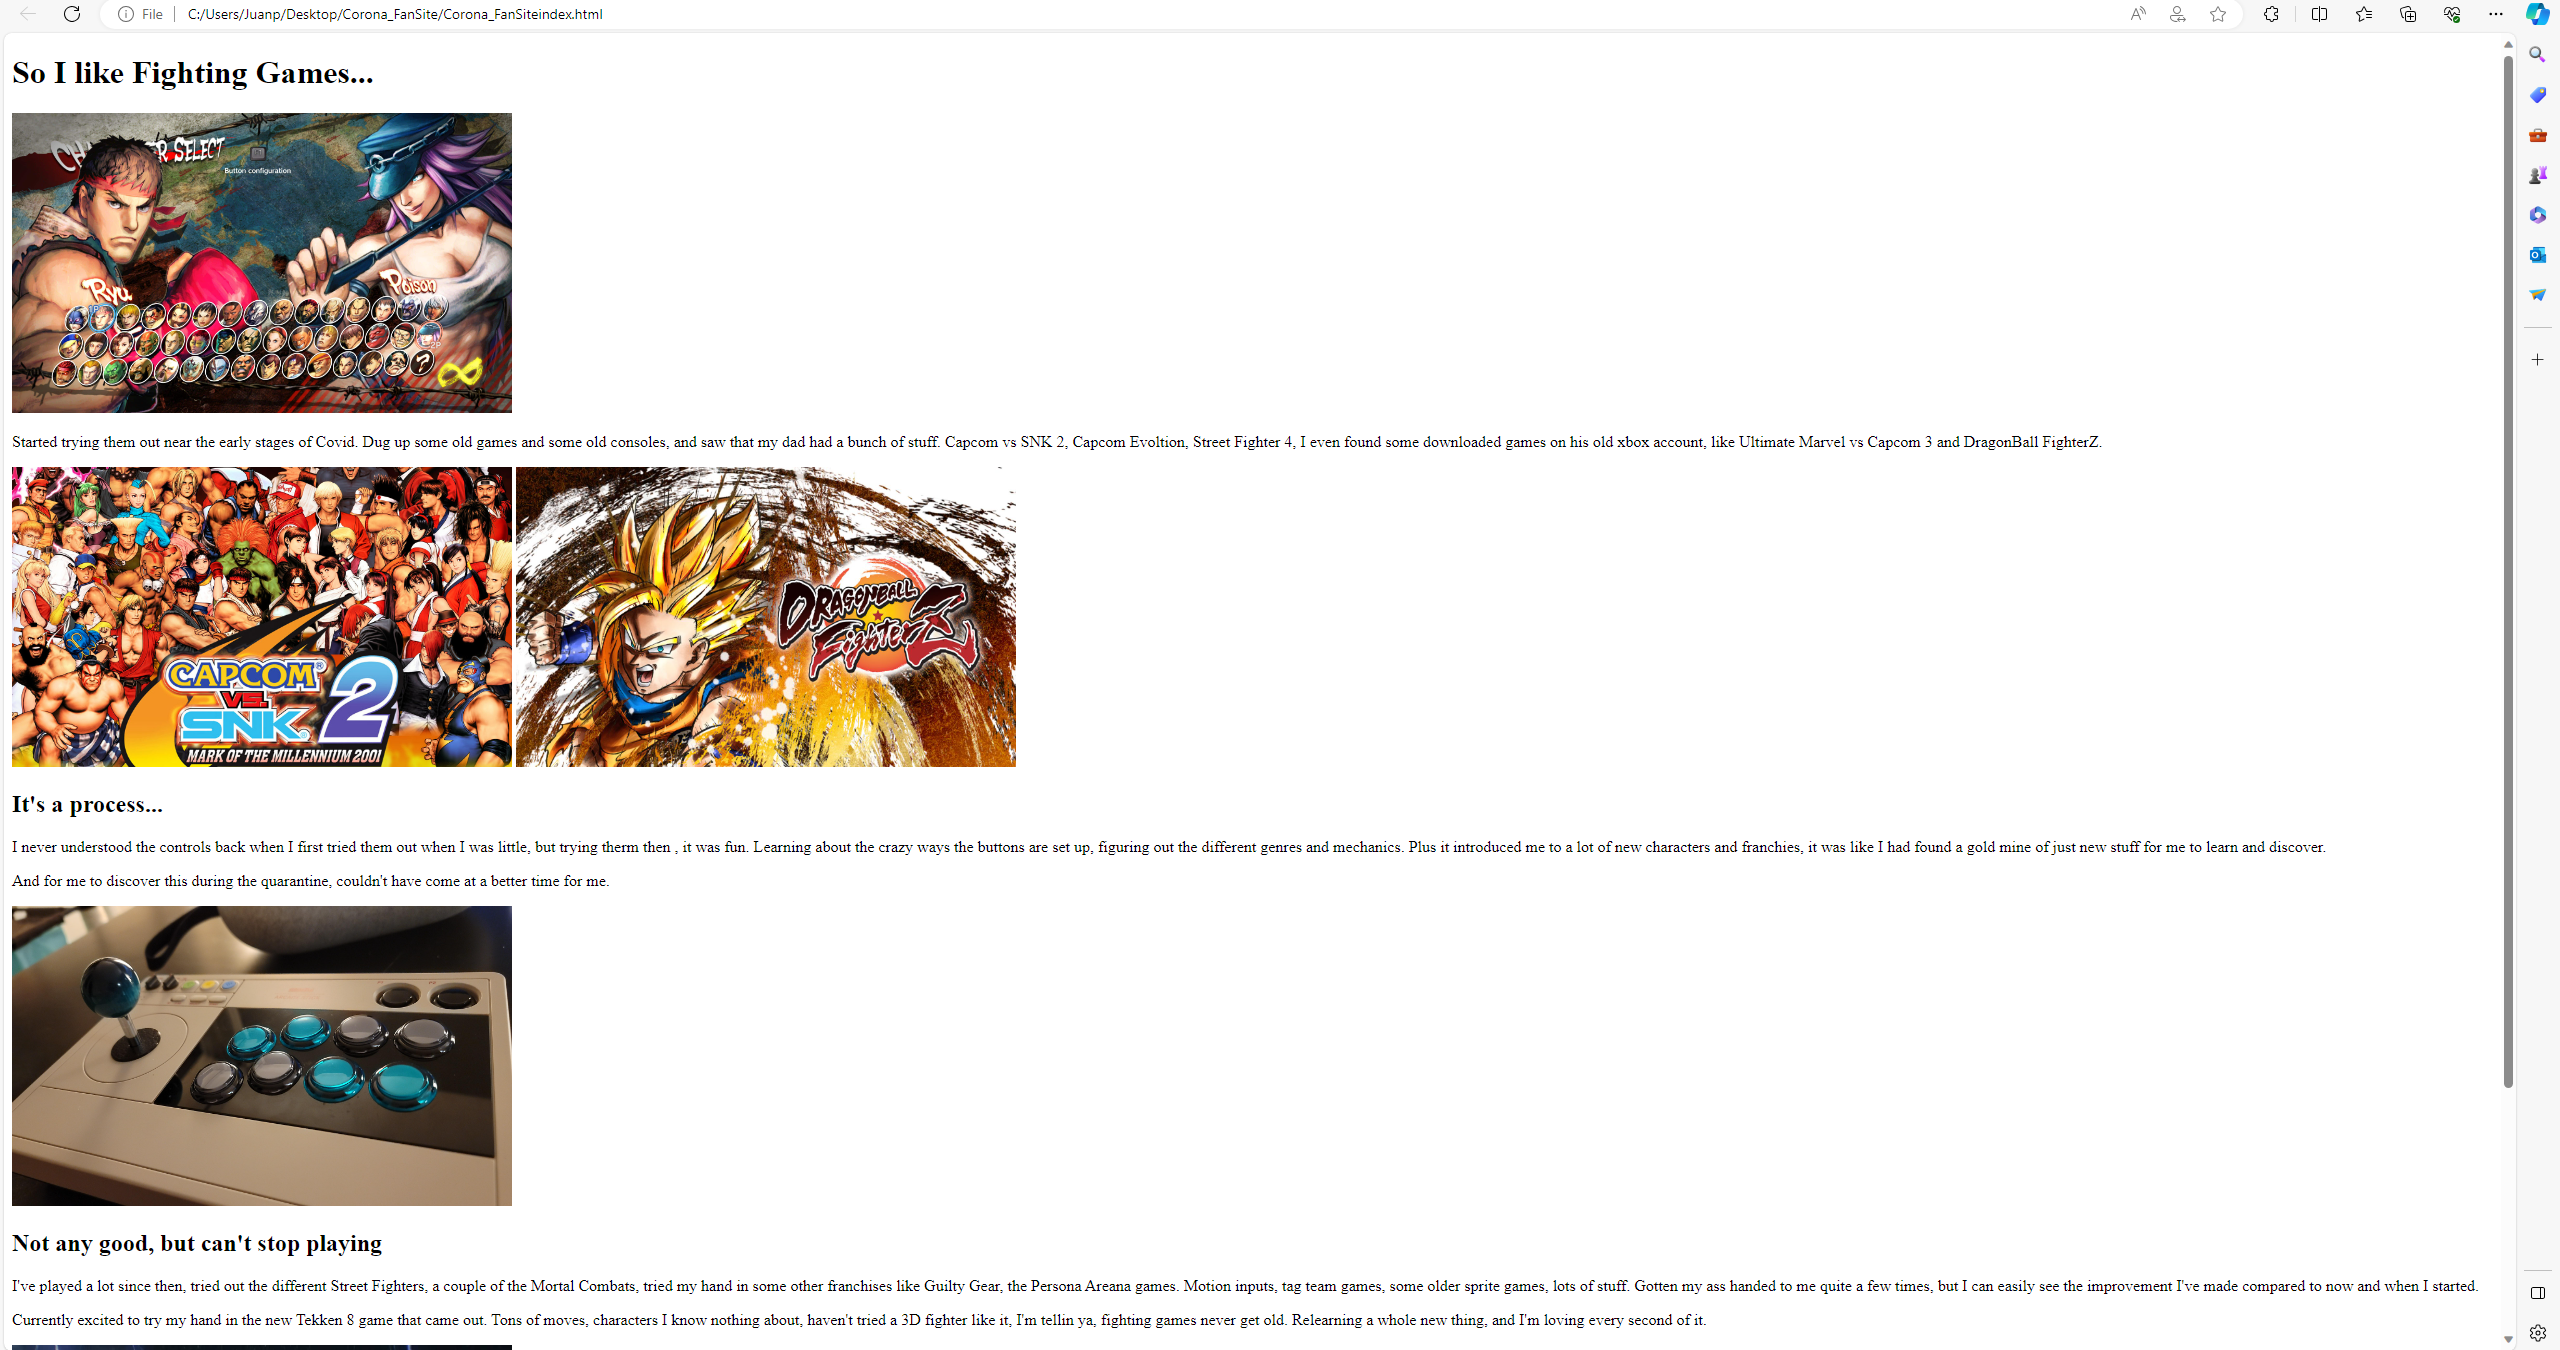 File
C:/Users/Juanp/Desktop/Corona_FanSite/Corona_FanSiteindex.html
So I like Fighting Games...
SELECT
Button configuration
Ryu
Poison
Started trying them out near the early stages of Covid. Dug up some old games and some old consoles, and saw that my dad had a bunch of stuff. Capcom vs SNK 2, Capcom Evoltion, Street Fighter 4, I even found some downloaded games on his old xbox account, like Ultimate Marvel vs Capcom 3 and DragonBall FighterZ.
CAPCOM
VS.
SNK 2
MARK OF THE MILLENNIUM 2001
DRAGONBALL
FighterZ
It's a process...
I never understood the controls back when I first tried them out when I was little, but trying therm then , it was fun. Learning about the crazy ways the buttons are set up, figuring out the different genres and mechanics. Plus it introduced me to a lot of new characters and franchies, it was like I had found a gold mine of just new stuff for me to learn and discover.
And for me to discover this during the quarantine, couldn't have come at a better time for me.
Not any good, but can't stop playing
I've played a lot since then, tried out the different Street Fighters, a couple of the Mortal Combats, tried my hand in some other franchises like Guilty Gear, the Persona Areana games. Motion inputs, tag team games, some older sprite games, lots of stuff. Gotten my ass handed to me quite a few times, but I can easily see the improvement I've made compared to now and when I started.
Currently excited to try my hand in the new Tekken 8 game that came out. Tons of moves, characters I know nothing about, haven't tried a 3D fighter like it, I'm tellin ya, fighting games never get old. Relearning a whole new thing, and I'm loving every second of it.